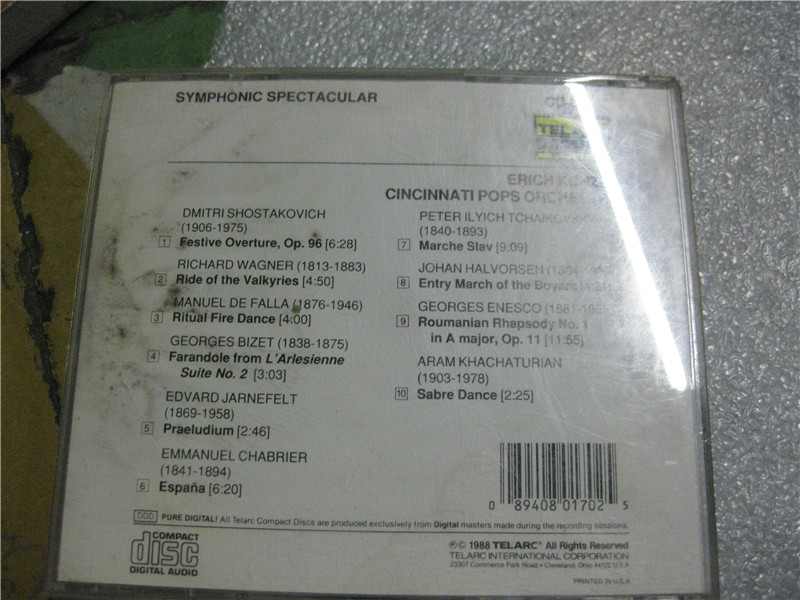 SYMPHONIC SPECTACULAR
ERICH
CINCINNATI POPS
DMITRI SHOSTAKOVICH
(1906-1975)
1 Festive Overture, Op. 96 [6:28]
RICHARD WAGNER (1813-1883)
2 Ride of the Valkyries [4:50]
MANUEL DE FALLA (1876-1946)
3 Ritual Fire Dance [4:00]
GEORGES BIZET (1838-1875)
4 Farandole from L'Arlesienne
Suite No. 2 [3:03]
EDVARD JARNEFELT
(1869-1958)
5 Praeludium [2:46]
EMMANUEL CHABRIER
(1841-1894)
6 España [6:20]
PETER ILYICH
(1840-1893)
7 Marche Slav [9:09]
JOHAN HALVORSEN
8 Entry March of the Boyars
GEORGES ENESCO
9 Roumanian Rhapsody No. 1
in A major, Op. 11 [11:55]
ARAM KHACHATURIAN
(1903-1978)
10 Sabre Dance [2:25]
0 89408 01702 5
DDD PURE DIGITAL! All Telarc Compact Discs are produced exclusively from Digital masters made during the recording sessions.
COMPACT
disc
DIGITAL AUDIO
℗© 1988 TELARC® All Rights Reserved
TELARC INTERNATIONAL CORPORATION
23307 Commerce Park Road • Cleveland, Ohio 44122 U.S.A.
PRINTED IN U.S.A.